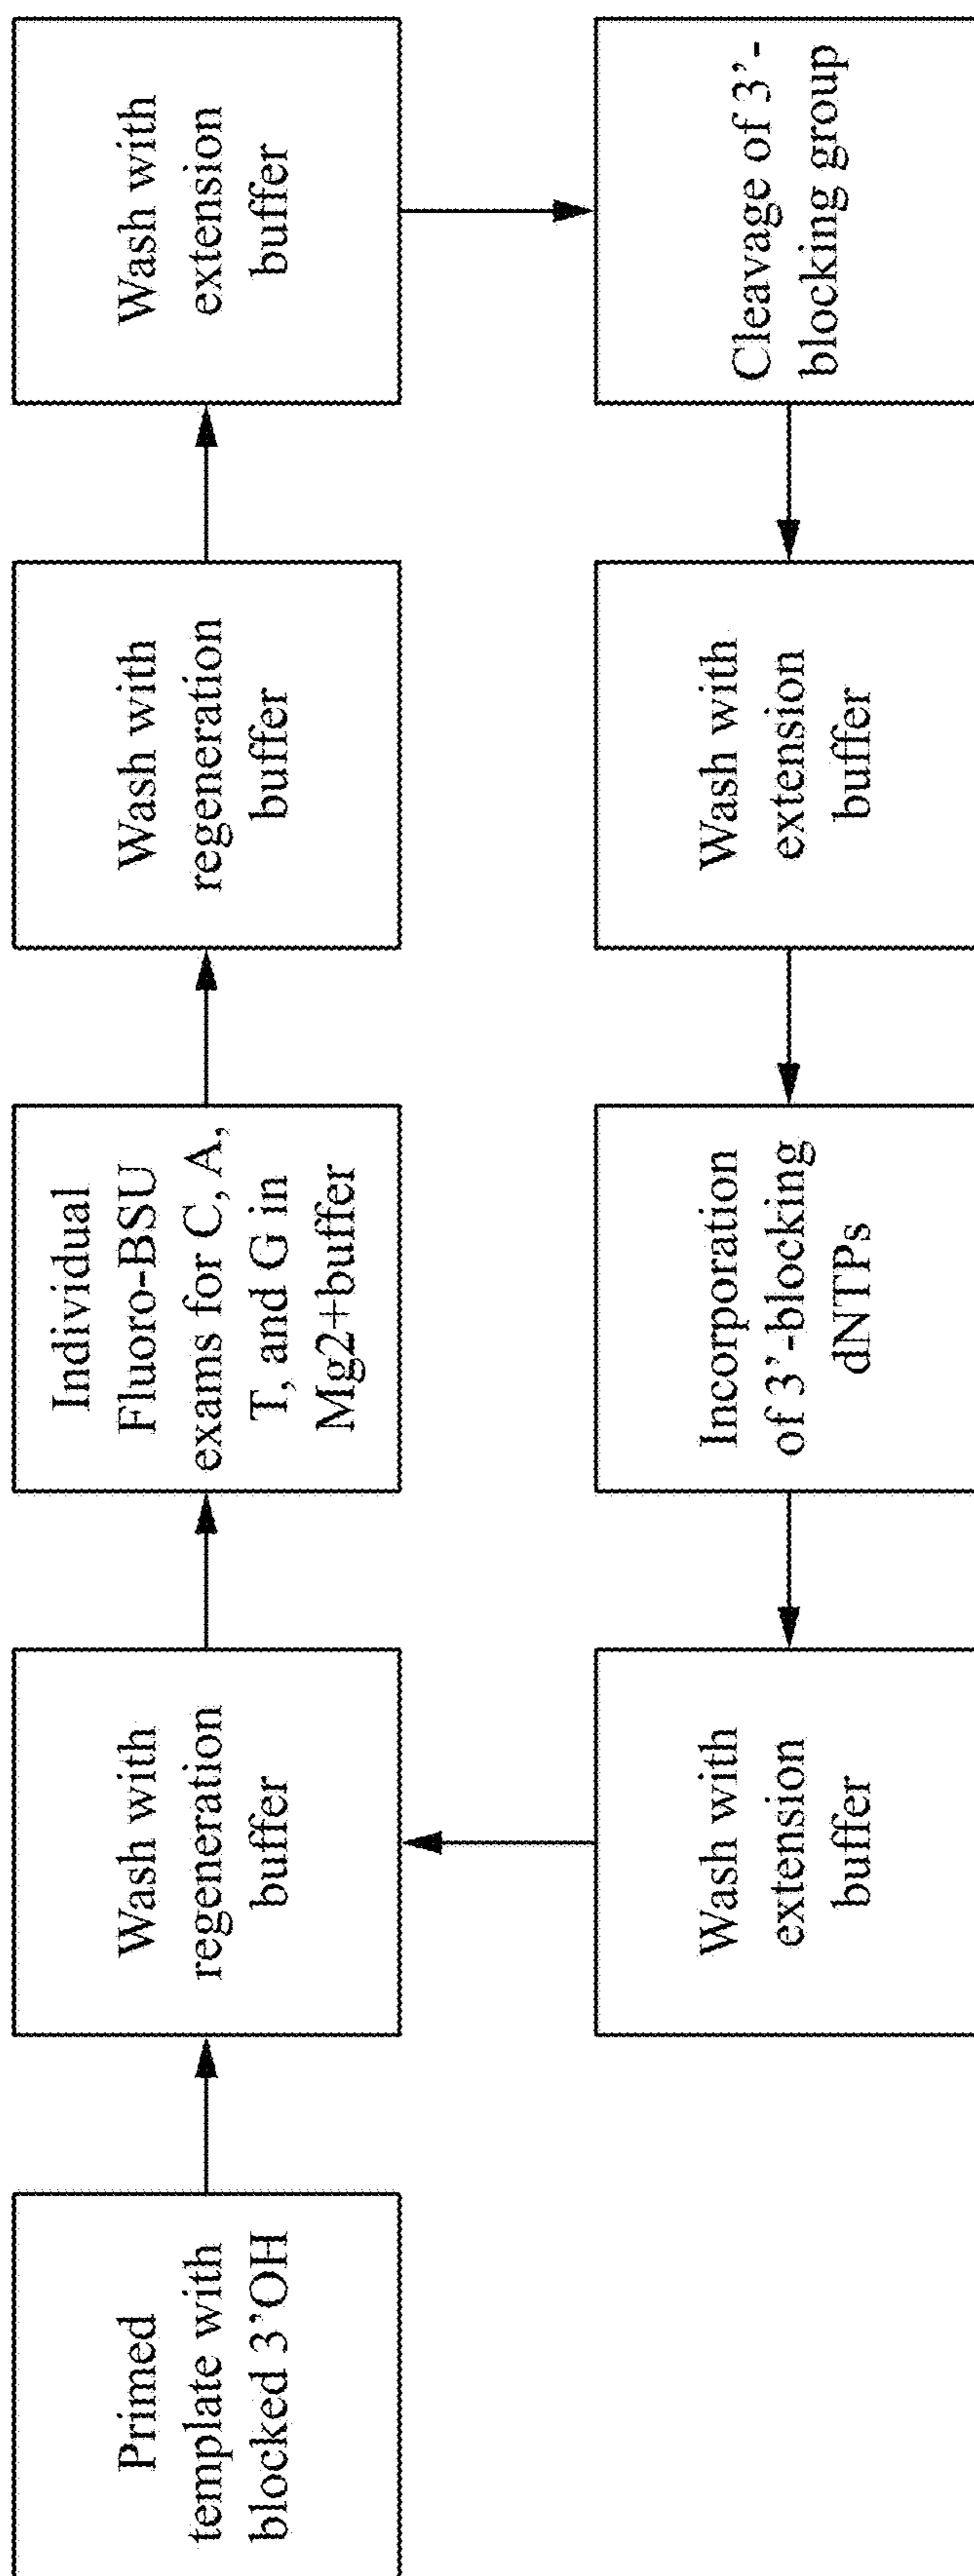 Primed
template with
blocked 3'OH
Wash with
regeneration
buffer
Individual
Fluoro-BSU
exams for C, A,
T, and G in
Mg2+buffer
Wash with
regeneration
buffer
Wash with
extension
buffer
Cleavage of 3'-
blocking group
Wash with
extension
buffer
Incorporation
of 3'-blocking
dNTPs
Wash with
extension
buffer